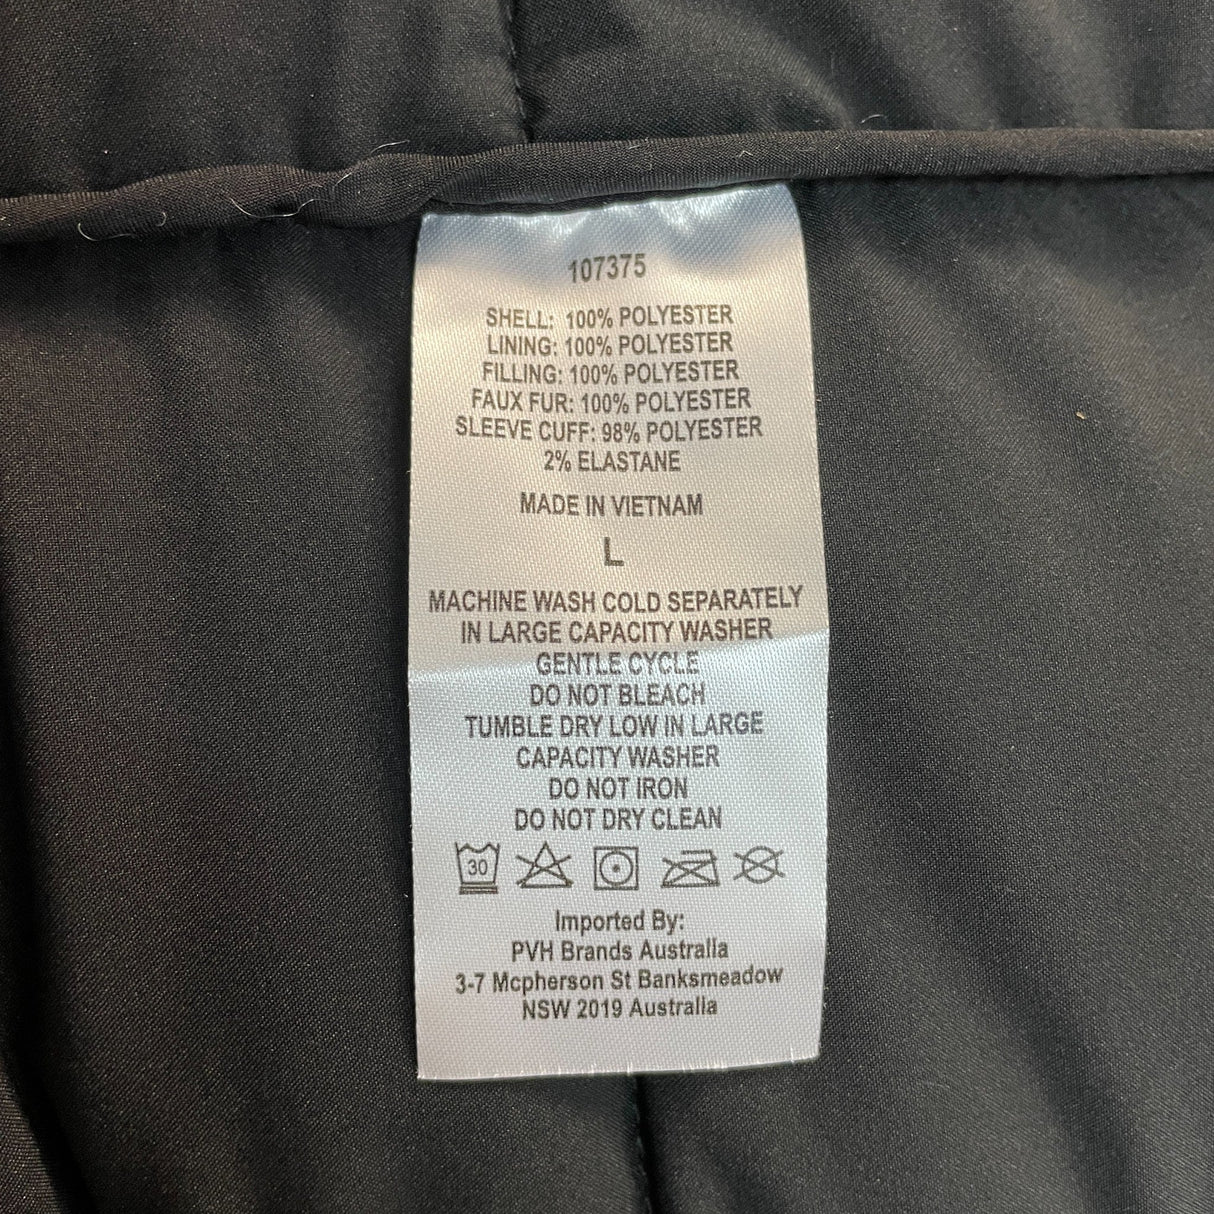 107375
SHELL: 100% POLYESTER
LINING: 100% POLYESTER
FILLING: 100% POLYESTER
FAUX FUR: 100% POLYESTER
SLEEVE CUFF: 98% POLYESTER
2% ELASTANE
MADE IN VIETNAM
L
MACHINE WASH COLD SEPARATELY
IN LARGE CAPACITY WASHER
GENTLE CYCLE
DO NOT BLEACH
TUMBLE DRY LOW IN LARGE
CAPACITY WASHER
DO NOT IRON
DO NOT DRY CLEAN
30
Imported By:
PVH Brands Australia
3-7 Mcpherson St Banksmeadow
NSW 2019 Australia